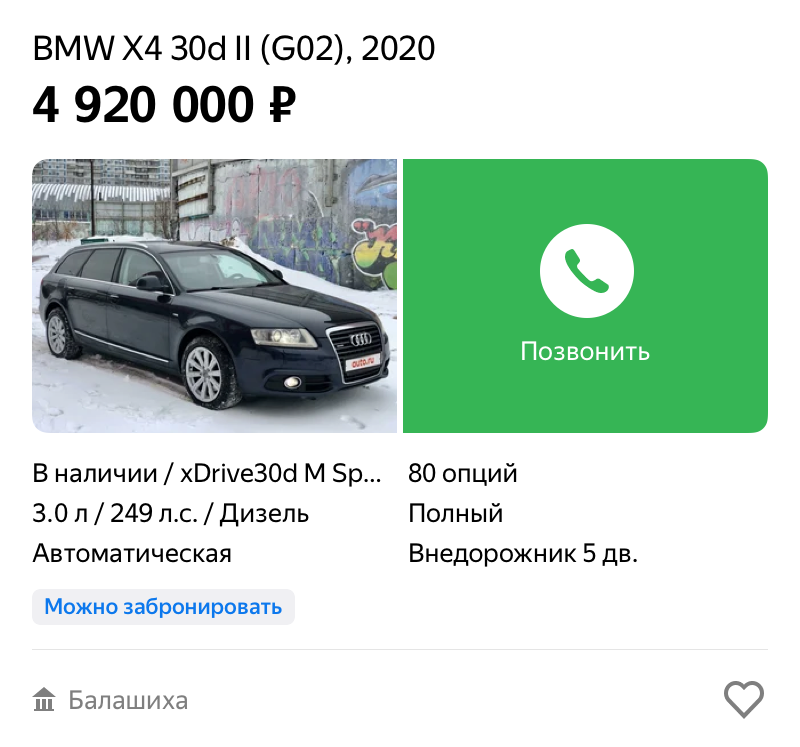 BMW X4 30d II (G02), 2020
4 920 000 ₽
auto.ru
Позвонить
В наличии / xDrive30d M Sp...
80 опций
3.0 л / 249 л.с. / Дизель
Полный
Автоматическая
Внедорожник 5 дв.
Можно забронировать
Балашиха